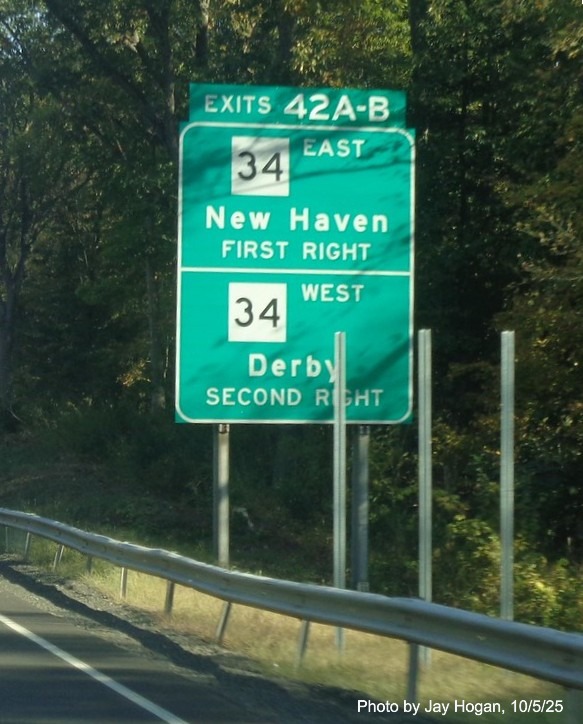 EXITS 42A-B
34 EAST
New Haven
FIRST RIGHT
34 WEST
Derby
SECOND RIGHT
Photo by Jay Hogan, 10/5/25